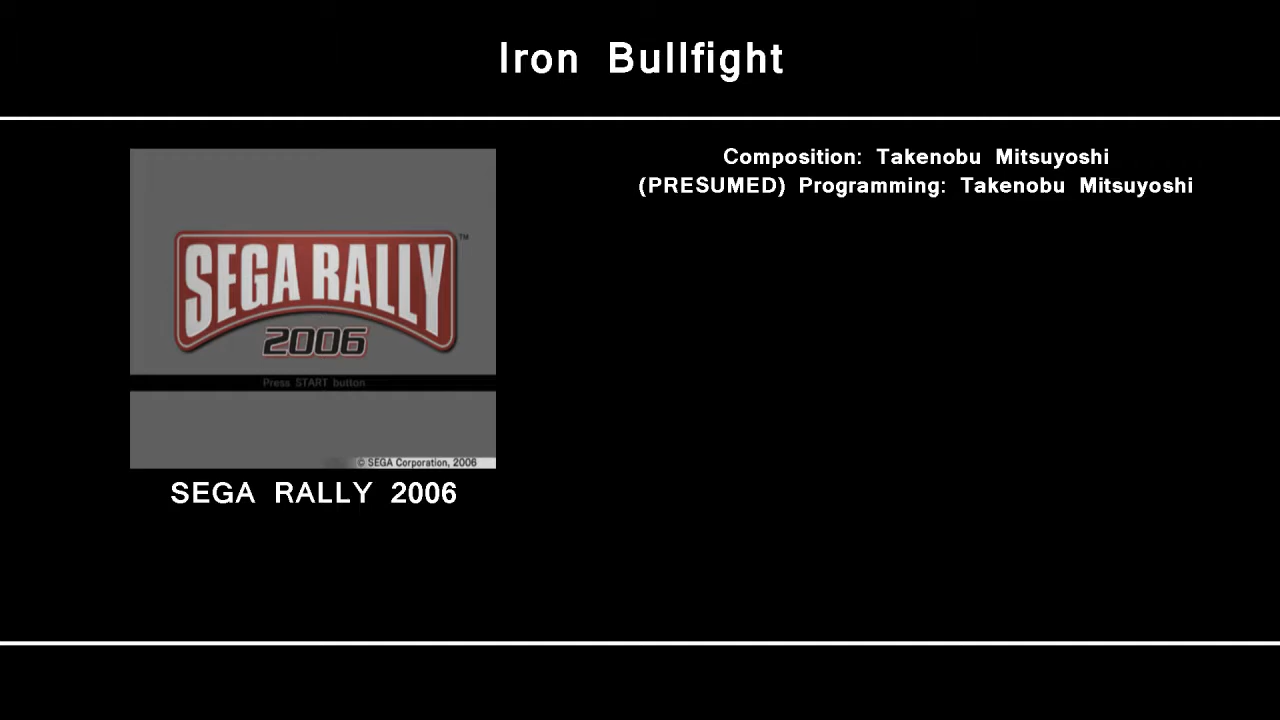 Iron Bullfight
Composition: Takenobu Mitsuyoshi
(PRESUMED) Programming: Takenobu Mitsuyoshi
SEGA RALLY ™
2006
Press START button
© SEGA Corporation, 2006
SEGA RALLY 2006